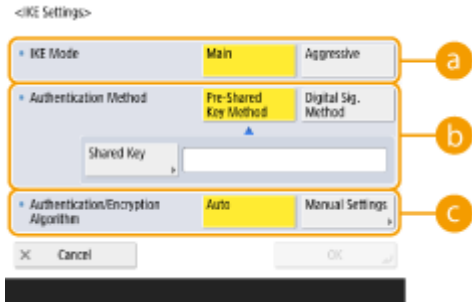 <IKE Settings>
IKE Mode
Main
Aggressive
a
Authentication Method
Pre-Shared
Key Method
Digital Sig.
Method
b
Shared Key
Authentication/Encryption
Algorithm
Auto
Manual Settings
c
× Cancel
OK